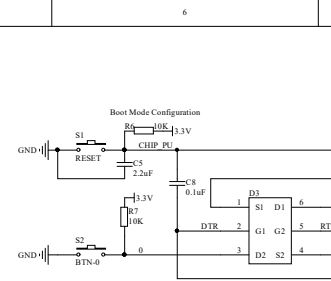 6
Boot Mode Configuration
R6 10K 3.3V
S1 CHIP_PU
GND
RESET C5
2.2uF
C8
0.1uF
3.3V D3
R7 1 S1 D1 6
10K
DTR 2 G1 G2 5 RT
S2
GND 0 3 D2 S2 4
BTN-0